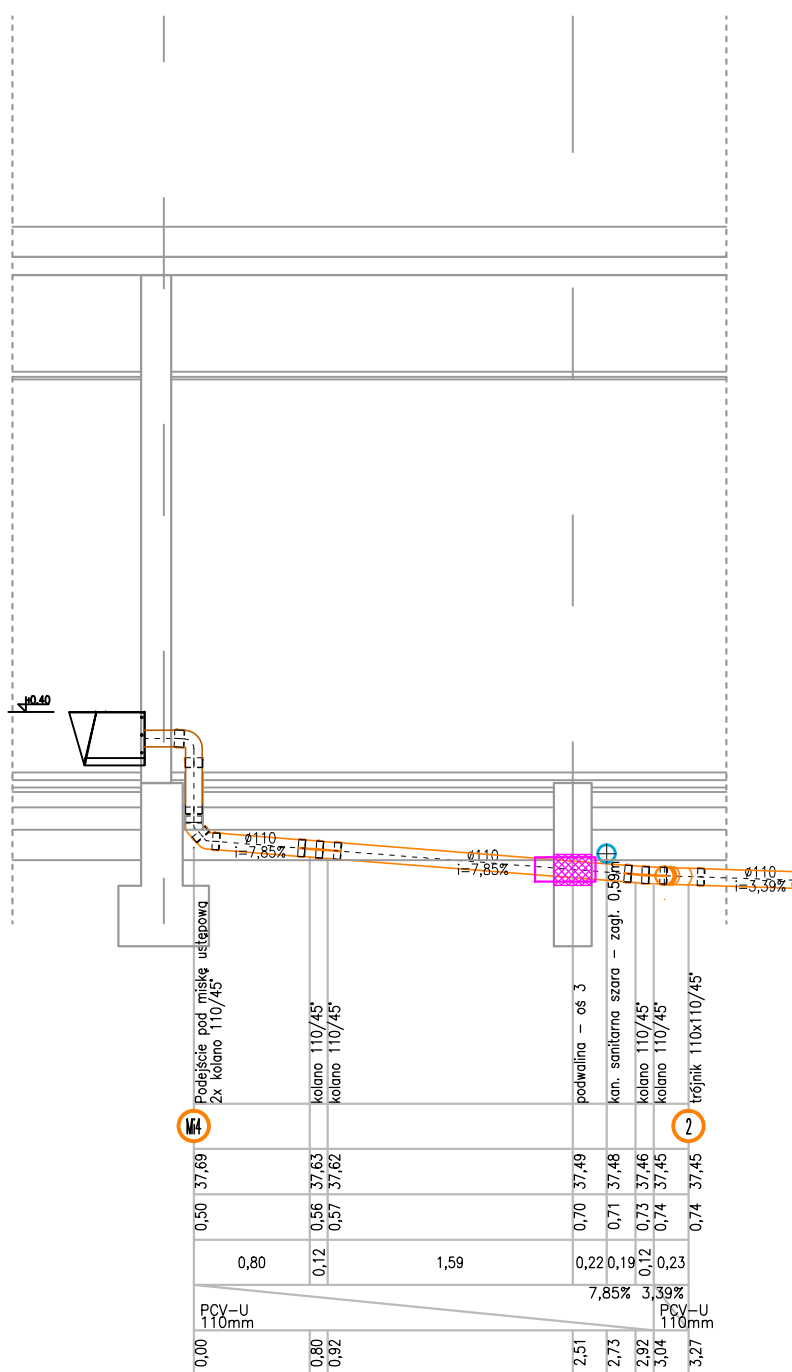 +0.40
ø110
i=7,85%
ø110
i=7,85%
ø110
i=3,39%
Podejście pod miskę ustępową
2x kolano 110/45°
kolano 110/45°
kolano 110/45°
podwalina – oś 3
kan. sanitarna szara – zagł. 0,59m
kolano 110/45°
kolano 110/45°
trójnik 110x110/45°
Mi4
2
37,69 37,63 37,62 37,49 37,48 37,46 37,45 37,45
0,50 0,56 0,57 0,70 0,71 0,73 0,74 0,74
0,80 0,12 1,59 0,22 0,19 0,12 0,23
7,85% 3,39%
PCV–U
110mm
PCV–U
110mm
0,00 0,80 0,92 2,51 2,73 2,92 3,04 3,27